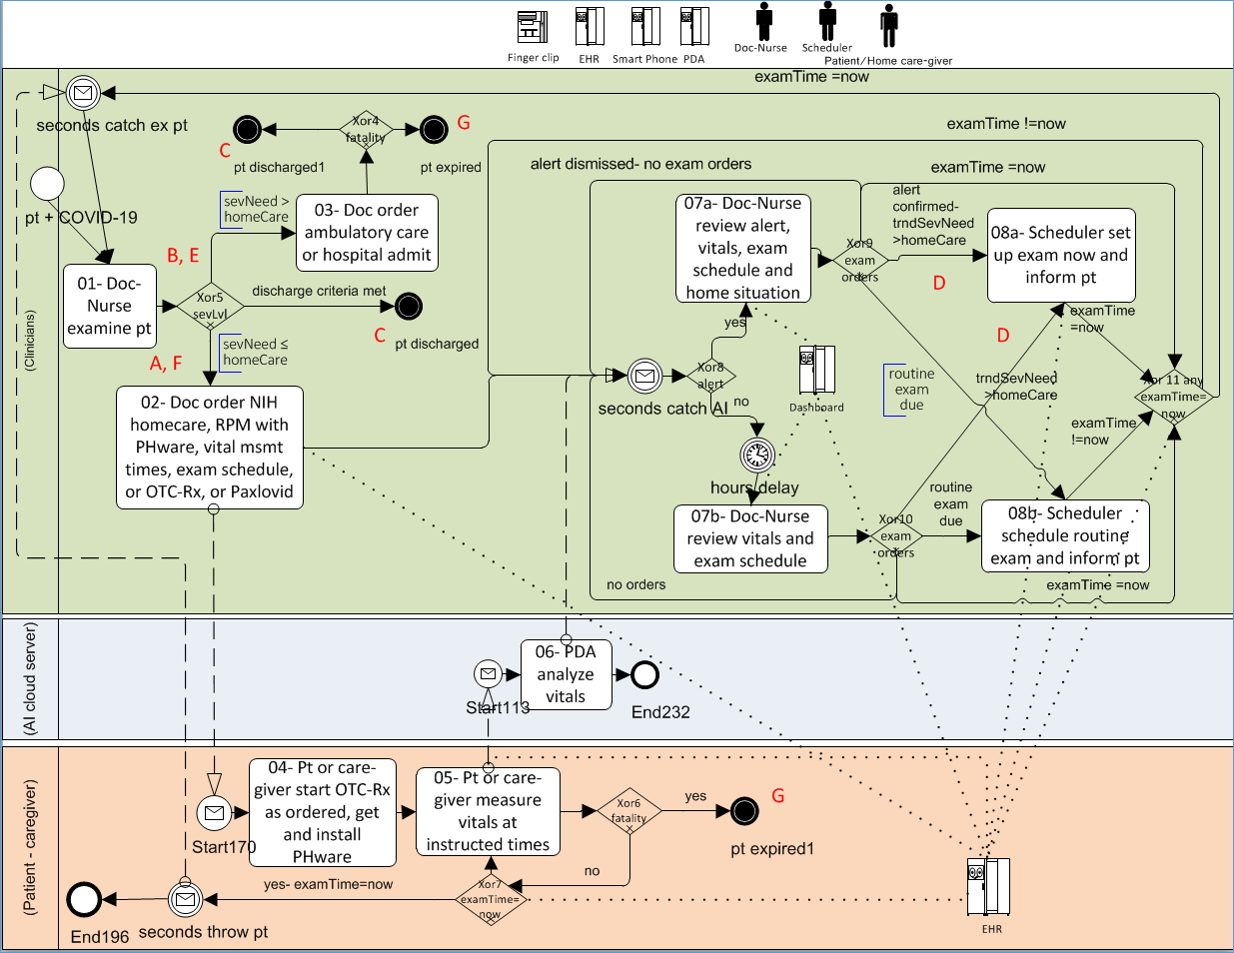 Finger clip
EHR
Smart Phone
PDA
Doc-Nurse
Scheduler
Patient/Home care-giver
(Clinicians)
seconds catch ex pt
examTime =now
pt + COVID-19
01- Doc-
Nurse
examine pt
B, E
A, F
Xor5
sevLvl
sevNeed >
homeCare
sevNeed ≤
homeCare
discharge criteria met
C
pt discharged
03- Doc order
ambulatory care
or hospital admit
Xor4
fatality
C
pt discharged1
G
pt expired
02- Doc order NIH
homecare, RPM with
PHware, vital msmt
times, exam schedule,
or OTC-Rx, or Paxlovid
examTime !=now
alert dismissed- no exam orders
examTime =now
07a- Doc-Nurse
review alert,
vitals, exam
schedule and
home situation
Xor9
exam
orders
alert
confirmed-
trndSevNeed
>homeCare
D
08a- Scheduler set
up exam now and
inform pt
examTime
=now
D
yes
seconds catch AI
Xor8
alert
no
Dashboard
routine
exam
due
trndSevNeed
>homeCare
Xor 11 any
examTime=
now
examTime
!=now
hours delay
07b- Doc-Nurse
review vitals and
exam schedule
Xor10
exam
orders
routine
exam
due
08b- Scheduler
schedule routing
exam and inform pt
no orders
examTime =now
(AI cloud server)
Start113
06- PDA
analyze
vitals
End232
(Patient - caregiver)
Start170
04- Pt or care-
giver start OTC-Rx
as ordered, get
and install
PHware
05- Pt or care-
giver measure
vitals at
instructed times
Xor6
fatality
yes
G
pt expired1
no
Xor7
examTime=
now
yes- examTime=now
seconds throw pt
End196
EHR